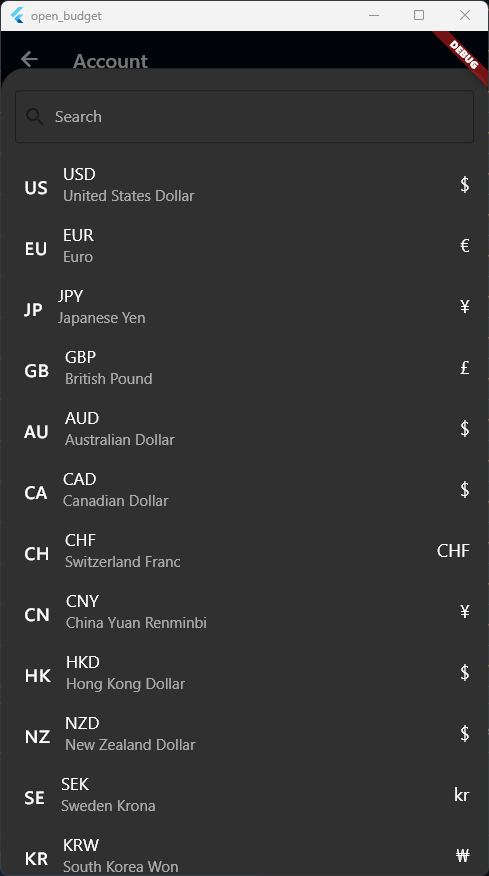 open_budget
Account
DEBUG
Search
US USD $
United States Dollar
EU EUR €
Euro
JP JPY ¥
Japanese Yen
GB GBP £
British Pound
AU AUD $
Australian Dollar
CA CAD $
Canadian Dollar
CH CHF CHF
Switzerland Franc
CN CNY ¥
China Yuan Renminbi
HK HKD $
Hong Kong Dollar
NZ NZD $
New Zealand Dollar
SE SEK kr
Sweden Krona
KR KRW ₩
South Korea Won